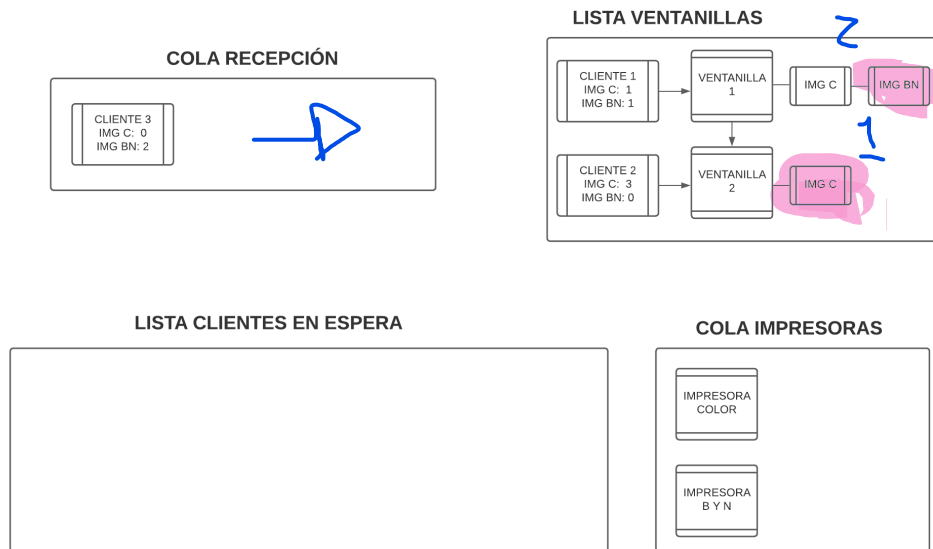 COLA RECEPCIÓN
CLIENTE 3
IMG C: 0
IMG BN: 2
LISTA VENTANILLAS
2
CLIENTE 1
IMG C: 1
IMG BN: 1
VENTANILLA
1
IMG C
IMG BN
1
CLIENTE 2
IMG C: 3
IMG BN: 0
VENTANILLA
2
IMG C
LISTA CLIENTES EN ESPERA
COLA IMPRESORAS
IMPRESORA
COLOR
IMPRESORA
B Y N